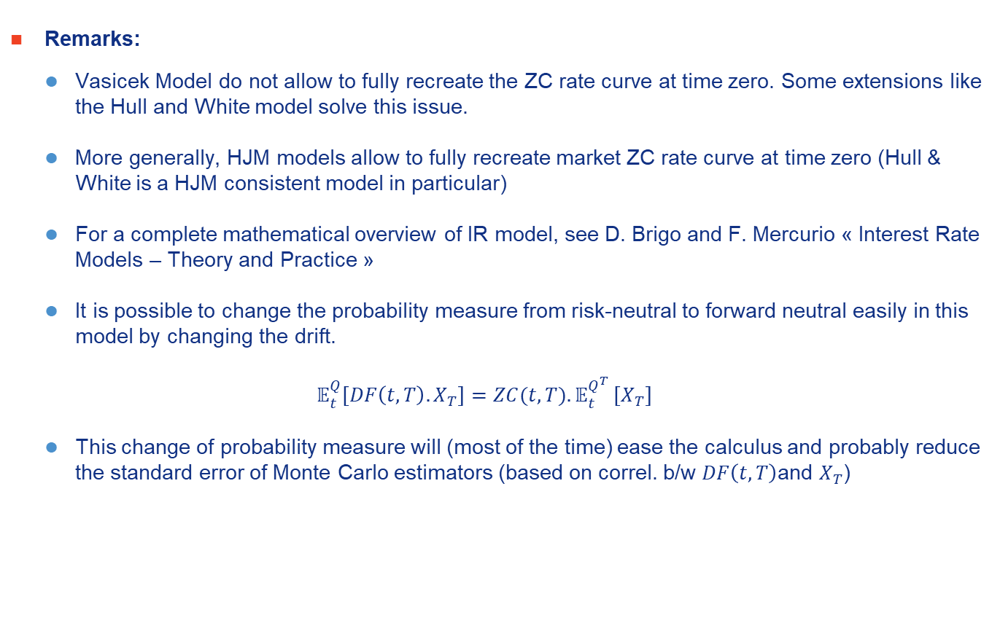 Remarks:
Vasicek Model do not allow to fully recreate the ZC rate curve at time zero. Some extensions like
the Hull and White model solve this issue.
More generally, HJM models allow to fully recreate market ZC rate curve at time zero (Hull &
White is a HJM consistent model in particular)
For a complete mathematical overview of IR model, see D. Brigo and F. Mercurio « Interest Rate
Models – Theory and Practice »
It is possible to change the probability measure from risk-neutral to forward neutral easily in this
model by changing the drift.
𝔼_t^Q [DF(t,T).X_T] = ZC(t,T).𝔼_t^{Q^T} [X_T]
This change of probability measure will (most of the time) ease the calculus and probably reduce
the standard error of Monte Carlo estimators (based on correl. b/w DF(t,T)and X_T)